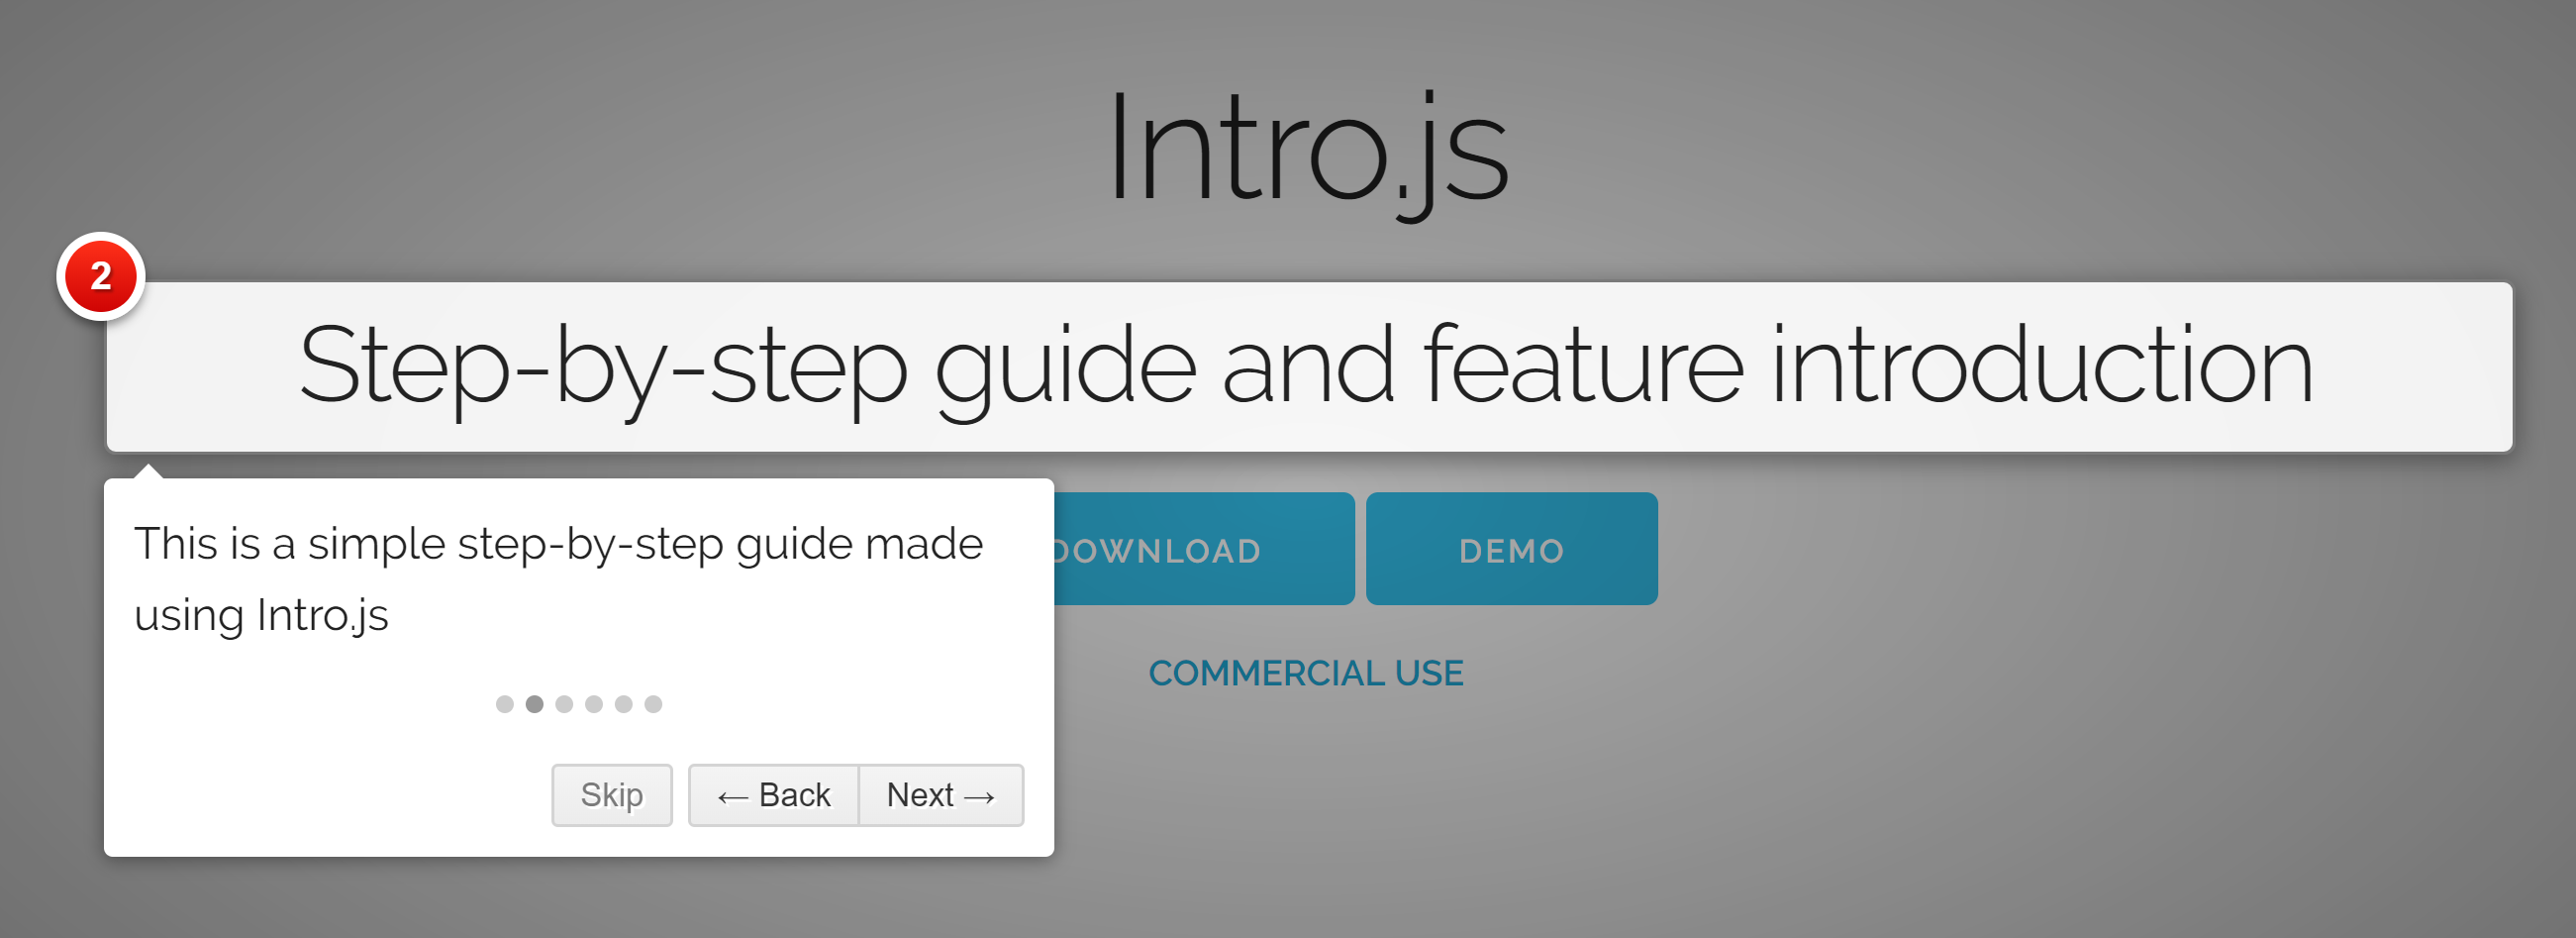 Intro.js
2
Step-by-step guide and feature introduction
This is a simple step-by-step guide made
using Intro.js
Skip
← Back
Next →
DOWNLOAD
DEMO
COMMERCIAL USE